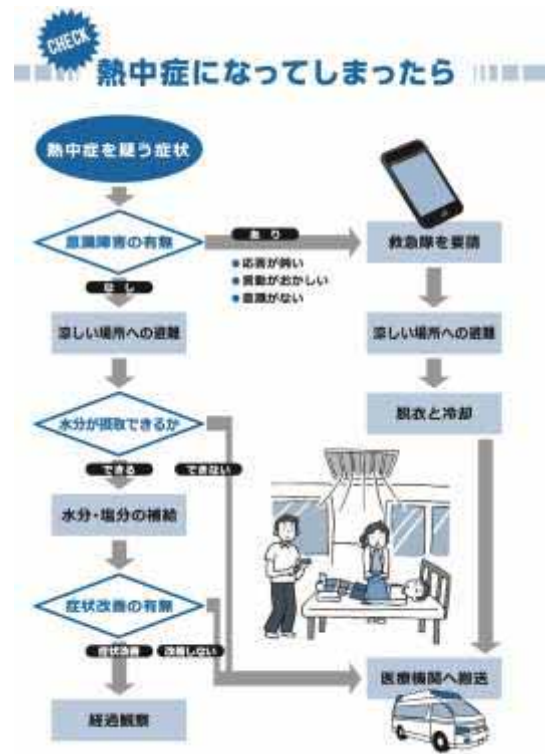 CHECK
熱中症になってしまったら
熱中症を疑う症状
意識障害の有無
あり
●応答が鈍い
●言動がおかしい
●意識がない
救急隊を要請
なし
涼しい場所への避難
涼しい場所への避難
水分が摂取できるか
脱衣と冷却
できる
できない
水分・塩分の補給
症状改善の有無
症状改善
改善しない
医療機関へ搬送
経過観察